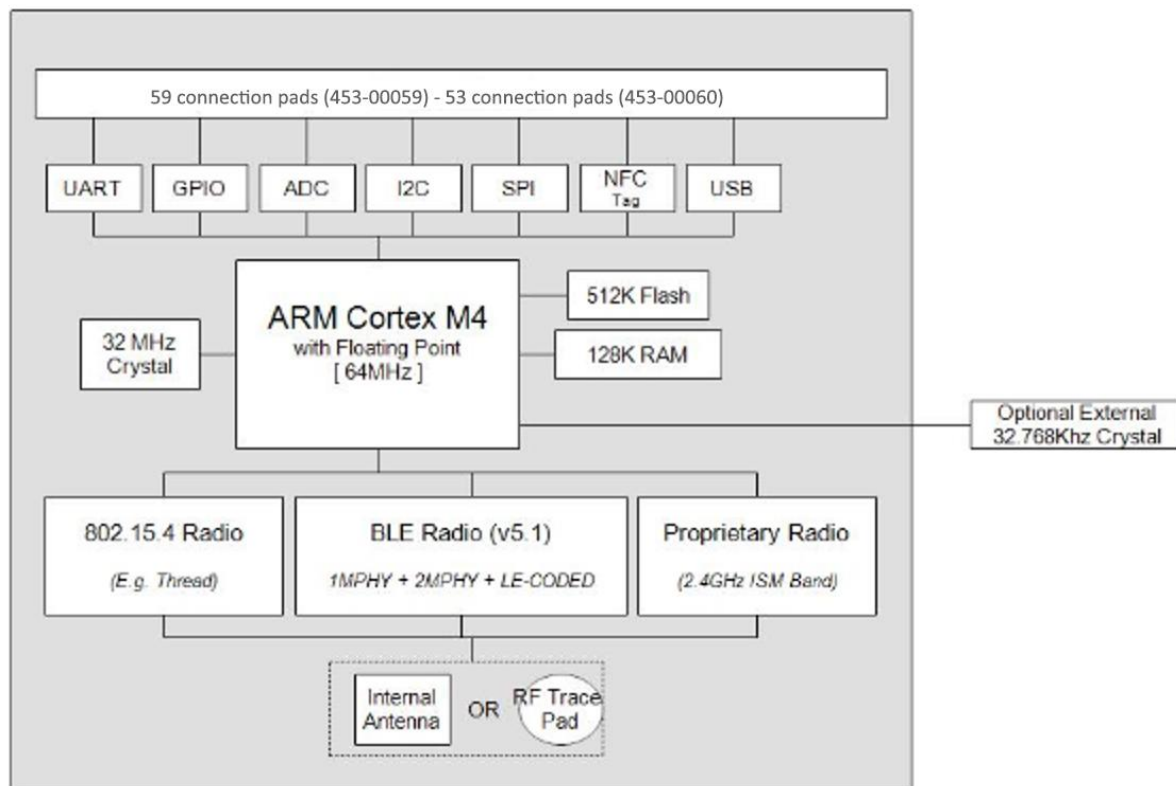 59 connection pads (453-00059) - 53 connection pads (453-00060)
UART
GPIO
ADC
I2C
SPI
NFC
Tag
USB
ARM Cortex M4
with Floating Point
[ 64MHz ]
512K Flash
128K RAM
32 MHz
Crystal
Optional External
32.768Khz Crystal
802.15.4 Radio
(E.g. Thread)
BLE Radio (v5.1)
1MPHY + 2MPHY + LE-CODED
Proprietary Radio
(2.4GHz ISM Band)
Internal
Antenna
OR
RF Trace
Pad